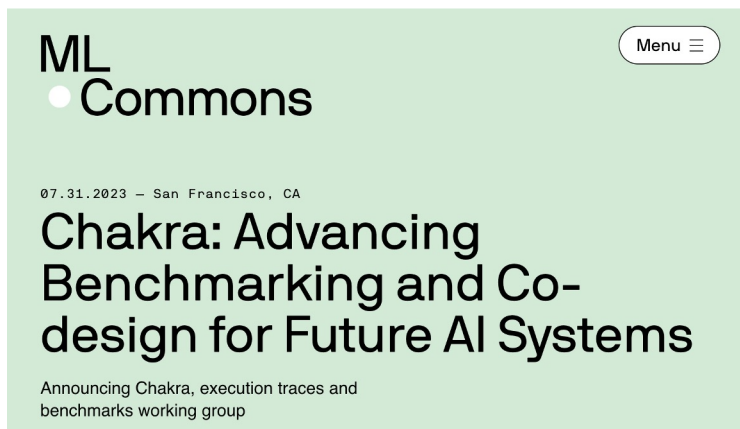 ML
Commons
Menu
07.31.2023 — San Francisco, CA
Chakra: Advancing
Benchmarking and Co-
design for Future AI Systems
Announcing Chakra, execution traces and
benchmarks working group